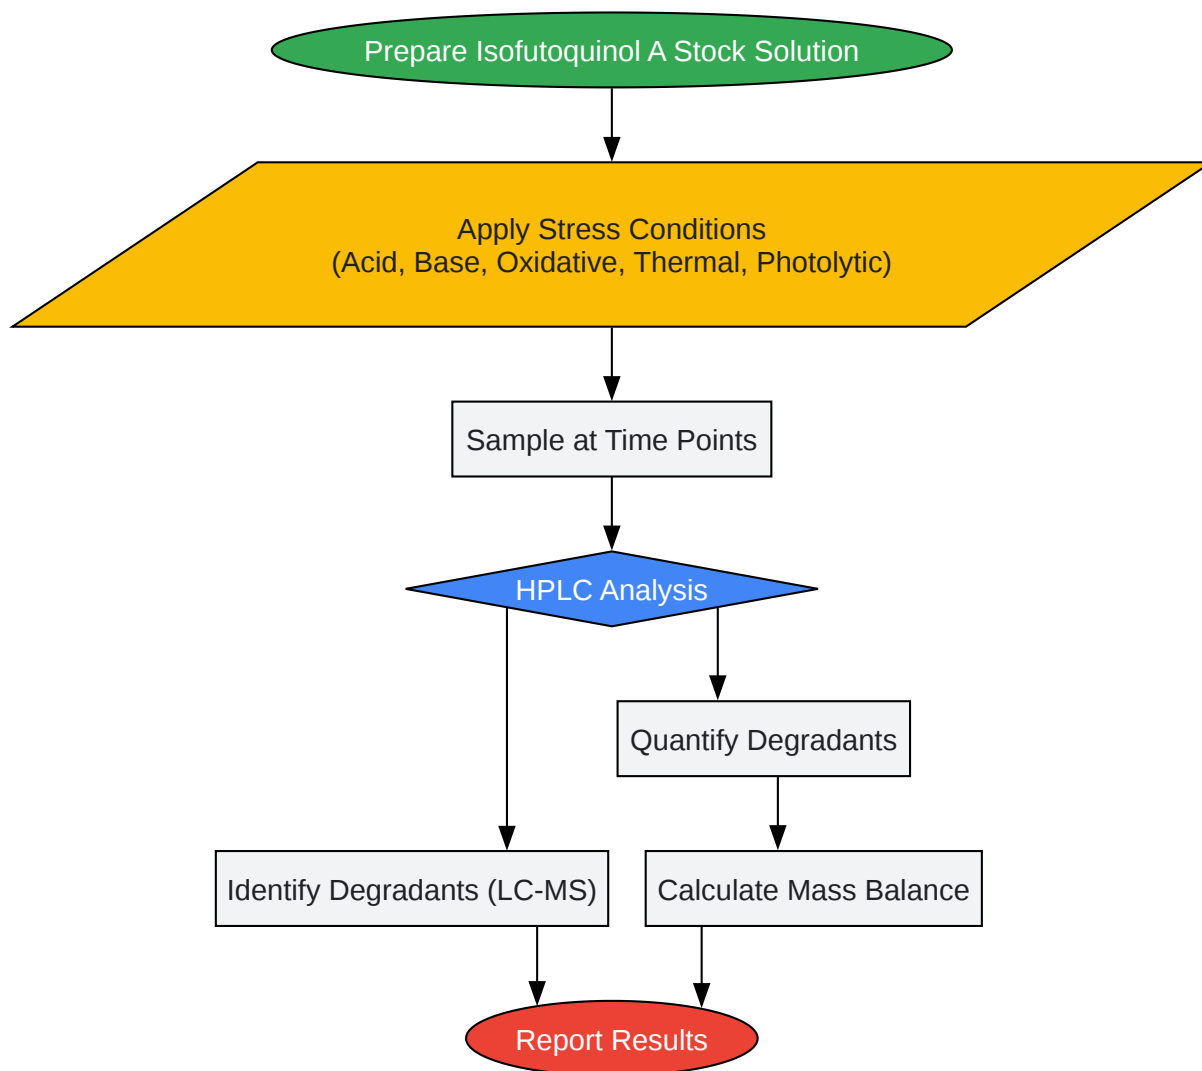 Prepare Isofutoquinol A Stock Solution
Apply Stress Conditions
(Acid, Base, Oxidative, Thermal, Photolytic)
Sample at Time Points
HPLC Analysis
Quantify Degradants
Identify Degradants (LC-MS)
Calculate Mass Balance
Report Results